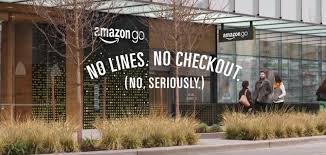 amazon go
amazon go
NO LINES. NO CHECKOUT.
(NO, SERIOUSLY.)